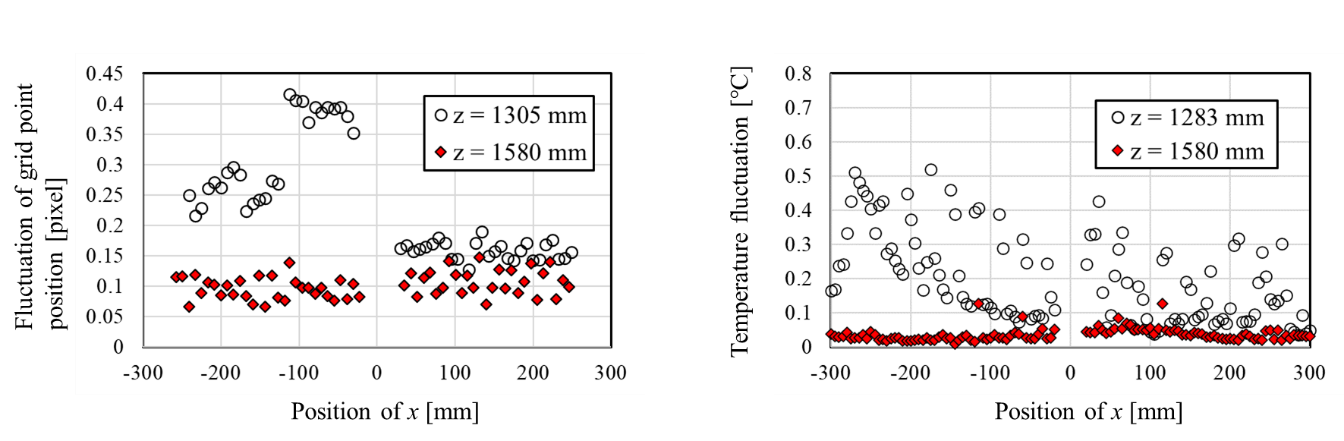 Fluctuation of grid point
position [pixel]
0.45
0.4
0.35
0.3
0.25
0.2
0.15
0.1
0.05
0
-300 -200 -100 0 100 200 300
Position of x [mm]
z = 1305 mm
z = 1580 mm
Temperature fluctuation [°C]
0.8
0.7
0.6
0.5
0.4
0.3
0.2
0.1
0
-300 -200 -100 0 100 200 300
Position of x [mm]
z = 1283 mm
z = 1580 mm